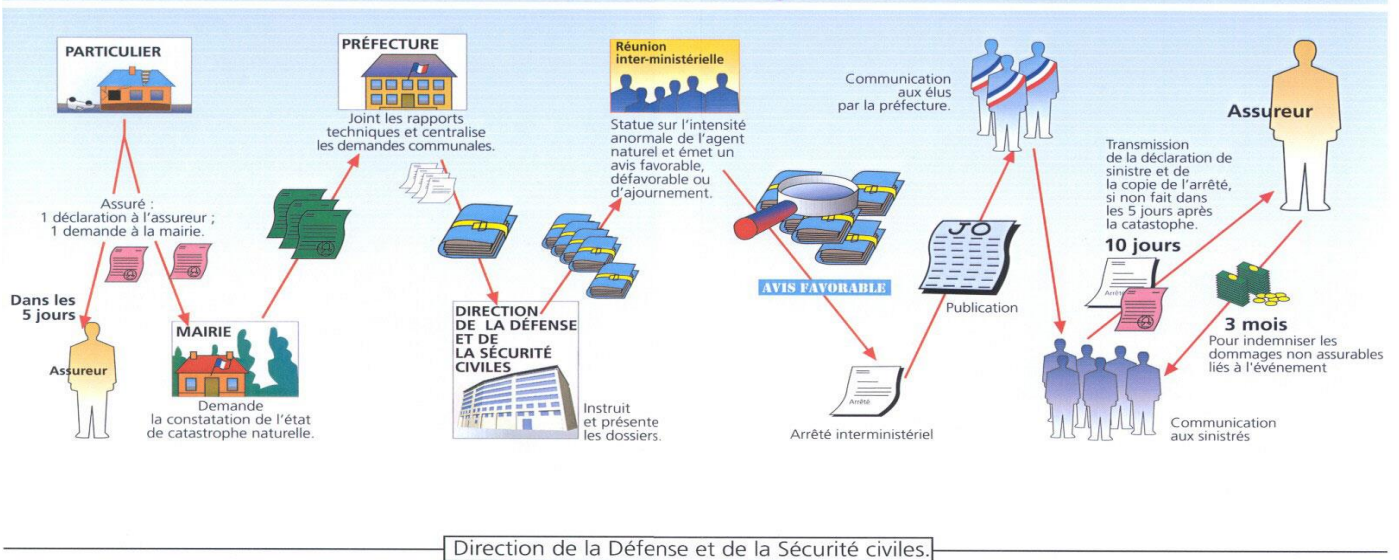 PARTICULIER
Assuré :
1 déclaration à l'assureur ;
1 demande à la mairie.
Dans les
5 jours
Assureur
MAIRIE
Demande
la constatation de l'état
de catastrophe naturelle.
PRÉFECTURE
Joint les rapports
techniques et centralise
les demandes communales.
DIRECTION
DE LA DÉFENSE
ET DE
LA SÉCURITÉ
CIVILES
Instruit
et présente
les dossiers.
Réunion
inter-ministérielle
Statue sur l'intensité
anormale de l'agent
naturel et émet un
avis favorable,
défavorable ou
d'ajournement.
AVIS FAVORABLE
Arrêté
Arrêté interministériel
JO
Publication
Communication
aux élus
par la préfecture.
Communication
aux sinistrés
Transmission
de la déclaration de
sinistre et de
la copie de l'arrêté,
si non fait dans
les 5 jours après
la catastophe.
10 jours
Arrêté
Assureur
3 mois
Pour indemniser les
dommages non assurables
liés à l'événement
Direction de la Défense et de la Sécurité civiles.